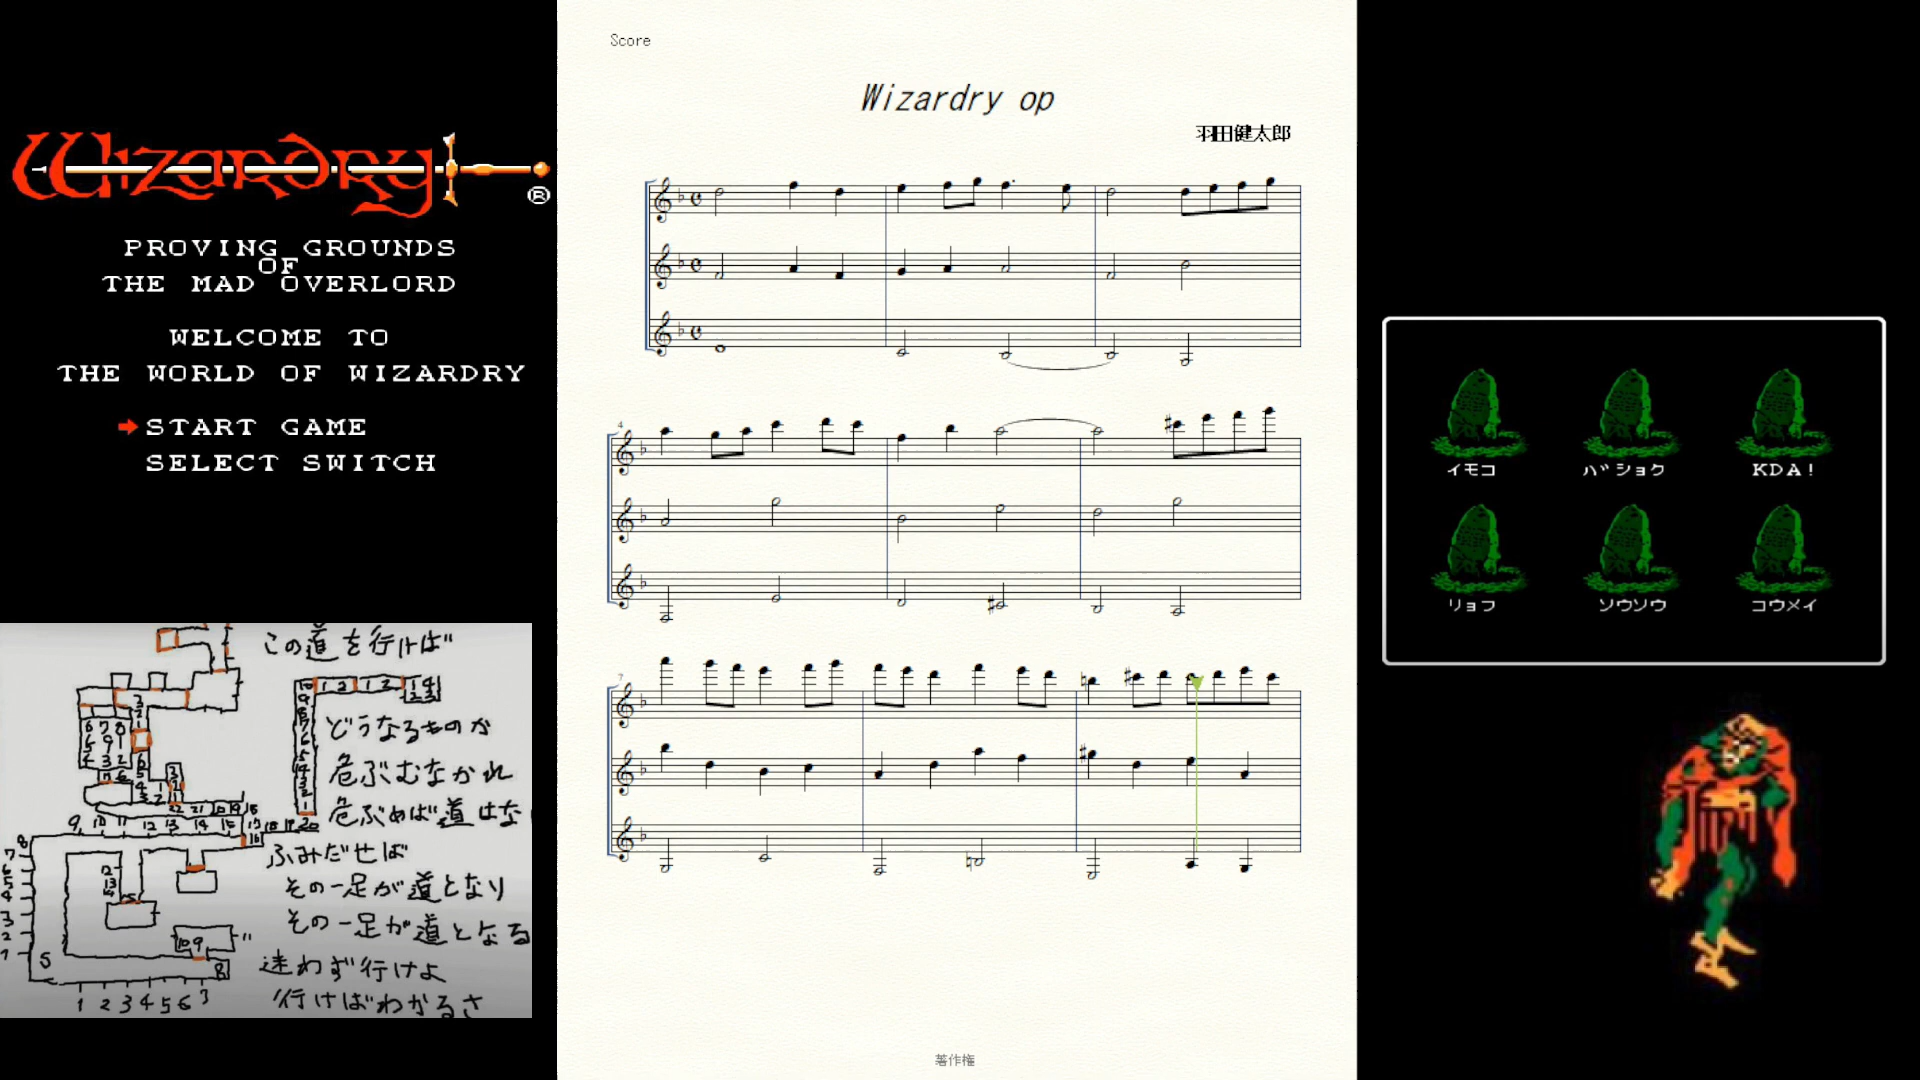 Wizardry
®
PROVING GROUNDS
OF
THE MAD OVERLORD
WELCOME TO
THE WORLD OF WIZARDRY
START GAME
SELECT SWITCH
この道を行けば
どうなるものか
危ぶむなかれ
危ぶめば道はな
ふみだせば
その一足が道となり
その一足が道となる
迷わず行けよ
行けばわかるさ
Score
Wizardry op
羽田健太郎
4
7
著作権
イモコ バショク KDA!
リョフ ソウソウ コウメイ